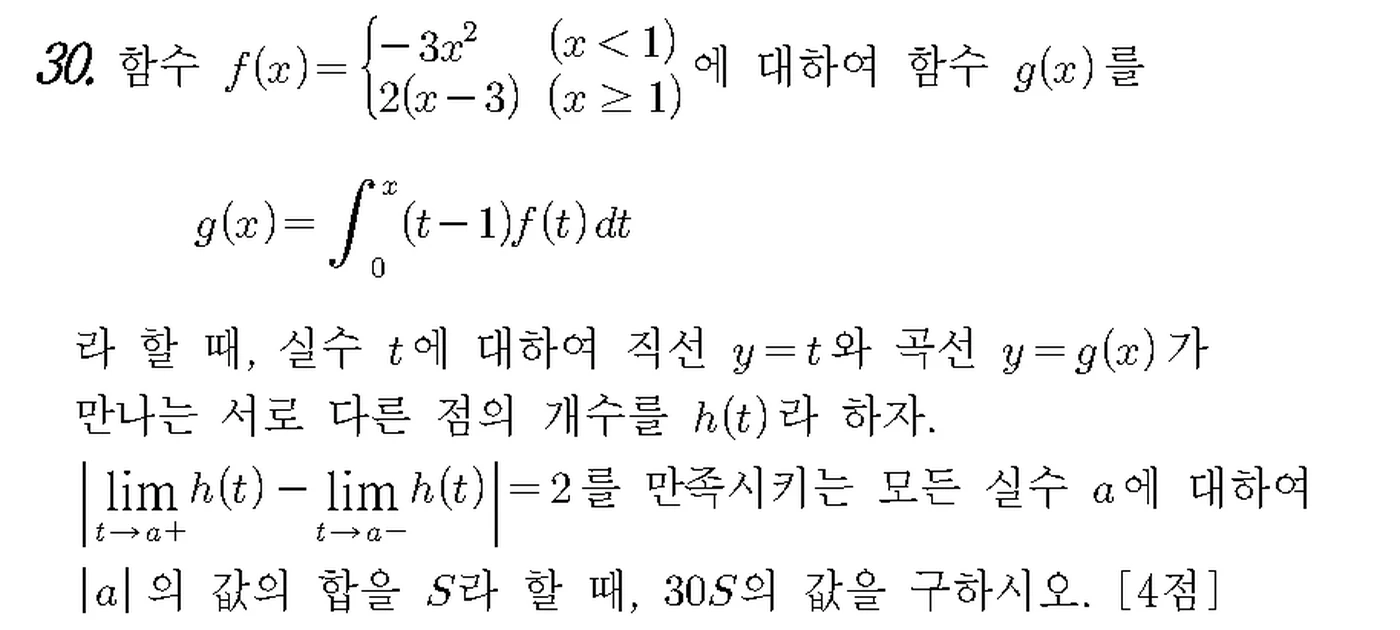 30. 함수 f(x)={-3x² (x<1) 2(x-3) (x≥1) 에 대하여 함수 g(x)를
g(x)=∫₀ˣ(t-1)f(t)dt
라 할 때, 실수 t에 대하여 직선 y=t와 곡선 y=g(x)가
만나는 서로 다른 점의 개수를 h(t)라 하자.
|lim_{t→a+} h(t) - lim_{t→a-} h(t)|=2를 만족시키는 모든 실수 a에 대하여
|a|의 값의 합을 S라 할 때, 30S의 값을 구하시오. [4점]